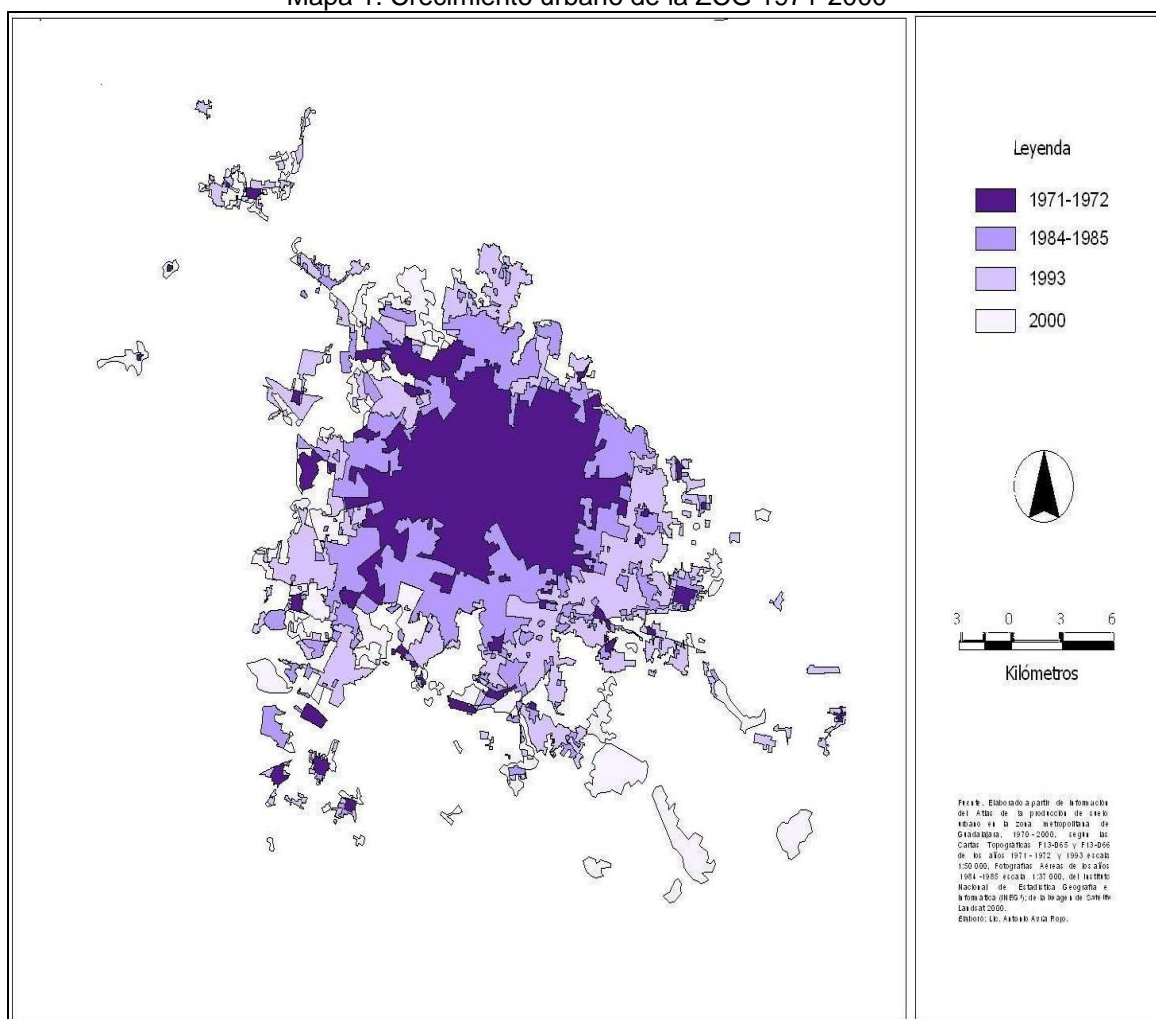 Mapa 1. Crecimiento urbano de la ZCG 1971-2000
Leyenda
1971-1972
1984-1985
1993
2000
3 0 3 6
Kilómetros
Fuente. Elaborado a partir de información
del Atlas de la producción de suelo
urbano en la zona metropolitana de
Guadalajara, 1970-2000, según las
Cartas Topográficas F13-D65 y F13-D66
de los años 1971-1972 y 1993 escala
1:50 000, Fotografías Aéreas de los años
1984-1985 escala 1:37 000, del Instituto
Nacional de Estadística Geografía e
Informática (INEGI); de la Imagen de Satélite
Landsat 2000.
Elaboró: Lic. Antonio